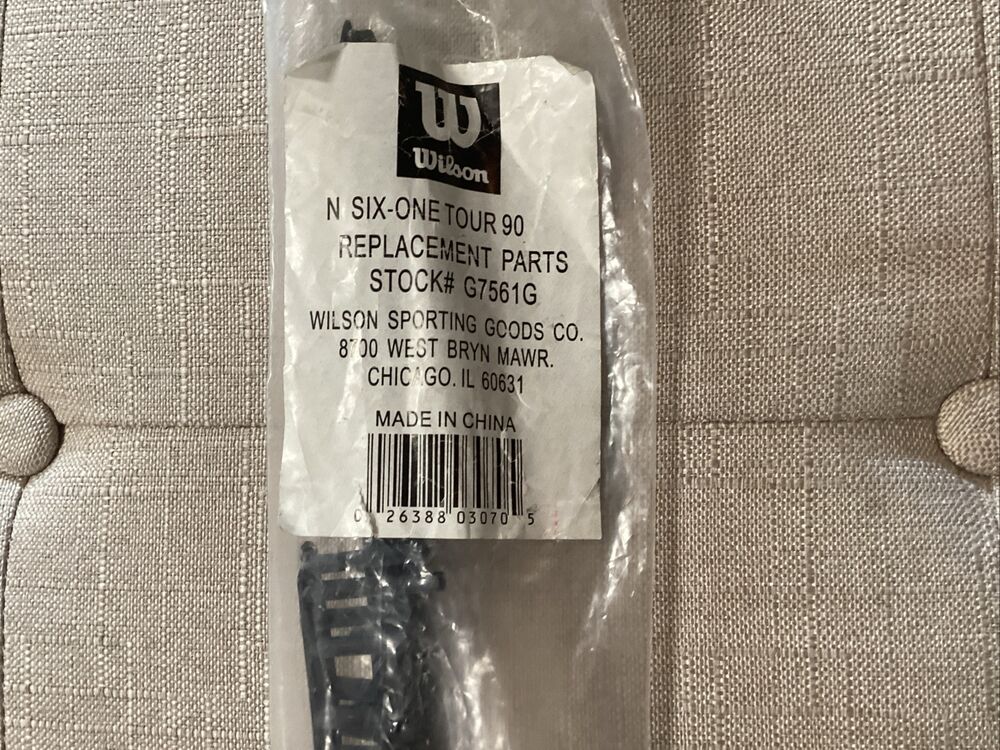 W
Wilson
N SIX-ONE TOUR 90
REPLACEMENT PARTS
STOCK# G7561G
WILSON SPORTING GOODS CO.
8700 WEST BRYN MAWR.
CHICAGO. IL 60631
MADE IN CHINA
0 26388 03070 5